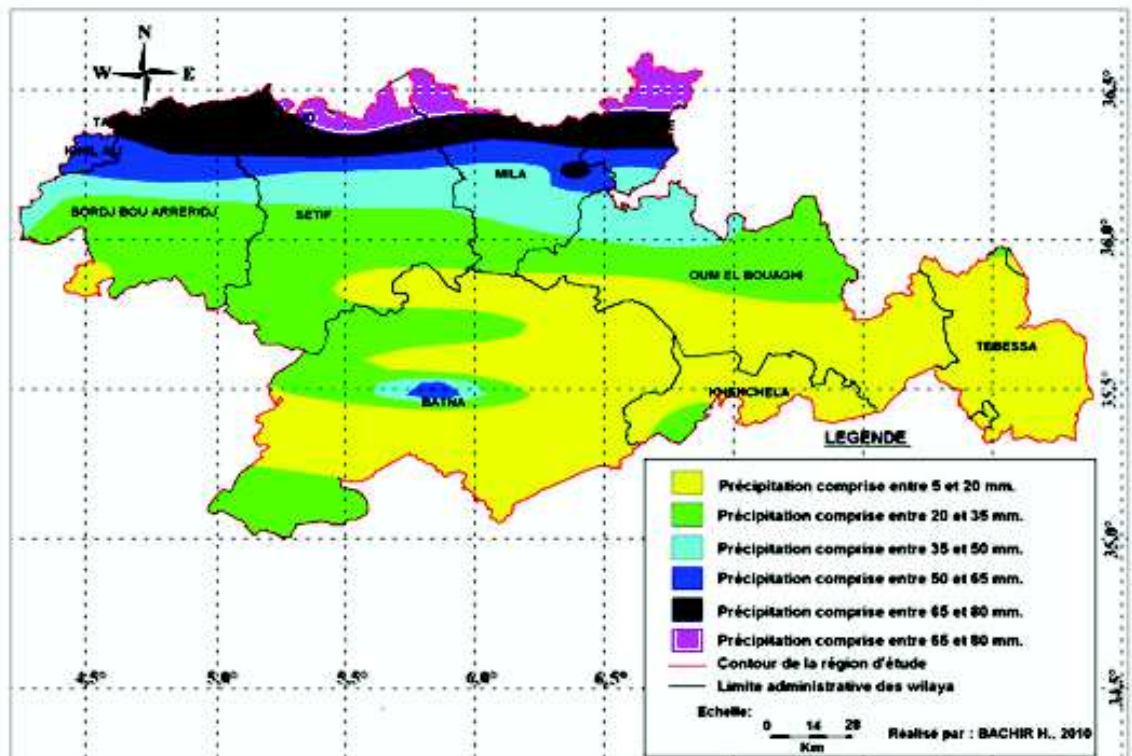 N
W E
36,5°
MILA
BORDJ BOU ARRERIDJ
SETIF
36,0°
OUM EL BOUAGHI
TEBESSA
35,5°
BATNA
KHENCHELA
LEGENDE
Précipitation comprise entre 5 et 20 mm.
Précipitation comprise entre 20 et 35 mm.
Précipitation comprise entre 35 et 50 mm.
Précipitation comprise entre 50 et 65 mm.
Précipitation comprise entre 65 et 80 mm.
Précipitation comprise entre 65 et 80 mm.
Contour de la région d'étude
Limite administrative des wilaya
Echelle:
0 14 28
Km
Réalisé par : BACHIR H., 2010
35,0°
4,5° 5,0° 5,5° 6,0° 6,5°